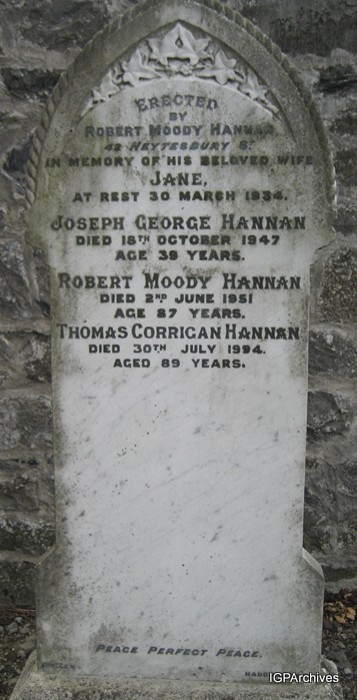 ERECTED
BY
ROBERT MOODY HANNAN
42 HEYTESBURY ST
IN MEMORY OF HIS BELOVED WIFE
JANE,
AT REST 30 MARCH 1934.
JOSEPH GEORGE HANNAN
DIED 18TH OCTOBER 1947
AGE 39 YEARS.
ROBERT MOODY HANNAN
DIED 2ND JUNE 1951
AGE 87 YEARS.
THOMAS CORRIGAN HANNAN
DIED 30TH JULY 1994.
AGED 89 YEARS.
PEACE PERFECT PEACE.
IGPArchives